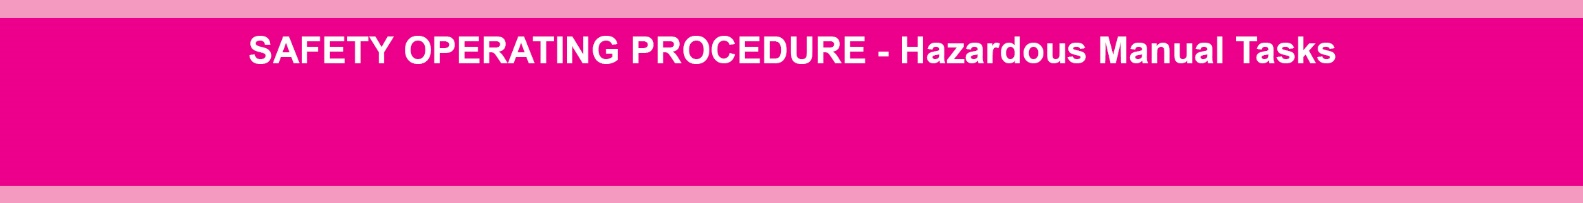 SAFETY OPERATING PROCEDURE - Hazardous Manual Tasks